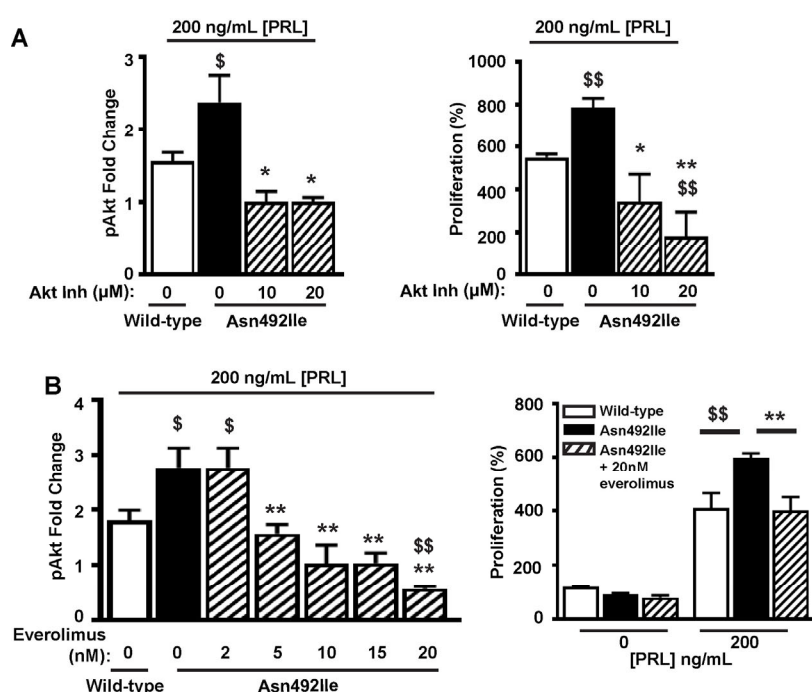 A
200 ng/mL [PRL]
pAkt Fold Change
3
2
1
0
$
*
*
Akt Inh (µM):
0
0
10
20
Wild-type
Asn492Ile
200 ng/mL [PRL]
Proliferation (%)
1000
800
600
400
200
0
$$
*
**
$$
Akt Inh (µM):
0
0
10
20
Wild-type
Asn492Ile
B
200 ng/mL [PRL]
pAkt Fold Change
4
3
2
1
0
$
$
**
**
**
$$
**
Everolimus
(nM):
0
0
2
5
10
15
20
Wild-type
Asn492Ile
Proliferation (%)
800
600
400
200
0
Wild-type
Asn492Ile
Asn492Ile
+ 20nM
everolimus
$$
**
0
200
[PRL] ng/mL